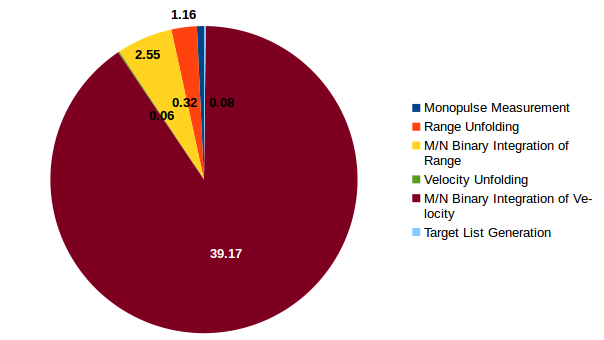 1.16
2.55
0.32
0.08
0.06
39.17
Monopulse Measurement
Range Unfolding
M/N Binary Integration of
Range
Velocity Unfolding
M/N Binary Integration of Ve-
locity
Target List Generation